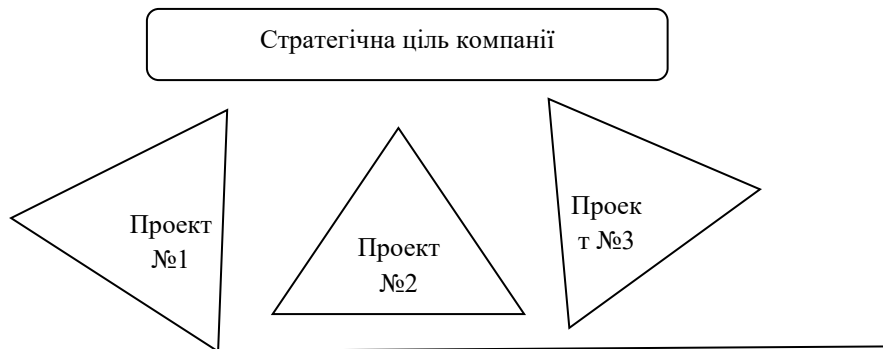 Стратегічна ціль компанії
Проект
№1
Проект
№2
Проек
т №3